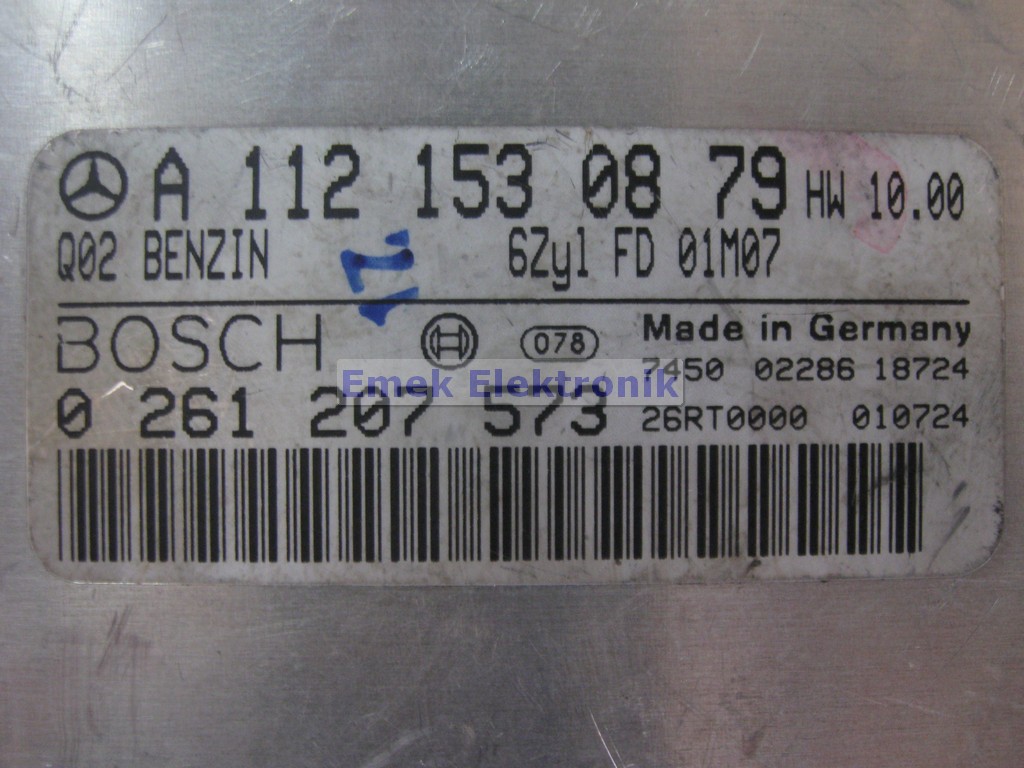 A 112 153 08 79 HW 10.00
Q02 BENZIN 6Zyl FD 01M07
BOSCH 078 Made in Germany
7450 02286 18724
Emek Elektronik
0 261 207 573 26RT0000 010724